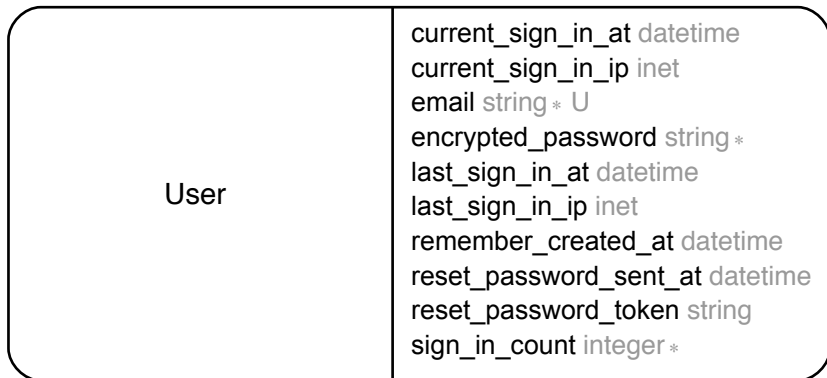 User
current_sign_in_at datetime
current_sign_in_ip inet
email string * U
encrypted_password string *
last_sign_in_at datetime
last_sign_in_ip inet
remember_created_at datetime
reset_password_sent_at datetime
reset_password_token string
sign_in_count integer *